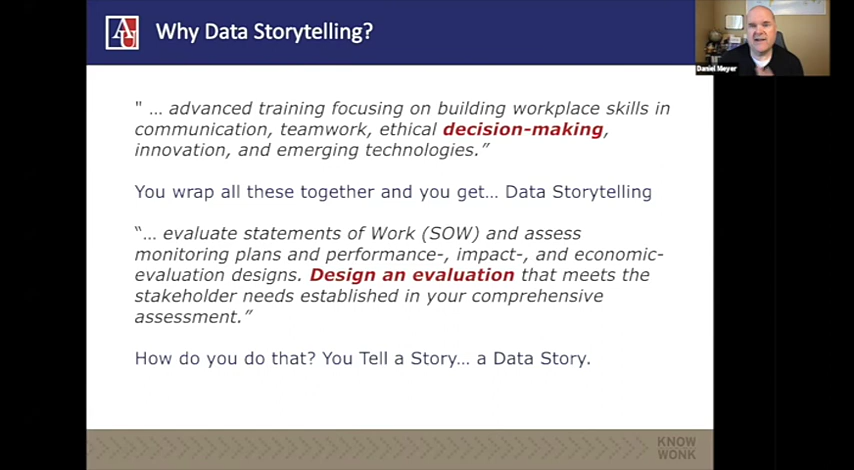 AU
Why Data Storytelling?
Daniel Meyer
" … advanced training focusing on building workplace skills in
communication, teamwork, ethical decision-making,
innovation, and emerging technologies."
You wrap all these together and you get… Data Storytelling
"… evaluate statements of Work (SOW) and assess
monitoring plans and performance-, impact-, and economic-
evaluation designs. Design an evaluation that meets the
stakeholder needs established in your comprehensive
assessment."
How do you do that? You Tell a Story… a Data Story.
KNOW
WONK